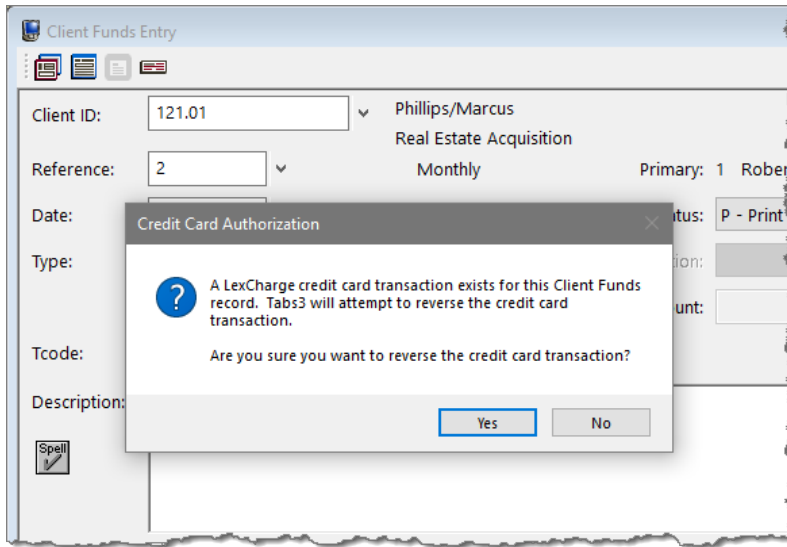 Client Funds Entry
Client ID: 121.01 Phillips/Marcus
Real Estate Acquisition
Reference: 2 Monthly Primary: 1
Date: P - Print
Credit Card Authorization
Type:
A LexCharge credit card transaction exists for this Client Funds
record. Tabs3 will attempt to reverse the credit card
transaction.
Tcode:
Are you sure you want to reverse the credit card transaction?
Description:
Yes No
Spell